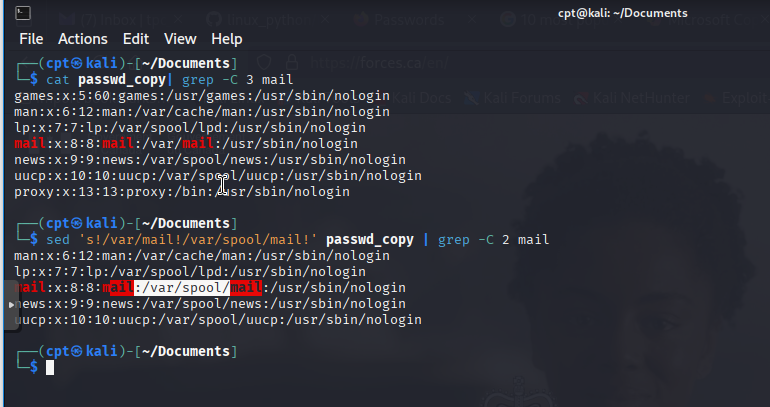 cpt@kali: ~/Documents
File Actions Edit View Help
┌──(cpt㉿kali)-[~/Documents]
└─$ cat passwd_copy| grep -C 3 mail
games:x:5:60:games:/usr/games:/usr/sbin/nologin
man:x:6:12:man:/var/cache/man:/usr/sbin/nologin
lp:x:7:7:lp:/var/spool/lpd:/usr/sbin/nologin
mail:x:8:8:mail:/var/mail:/usr/sbin/nologin
news:x:9:9:news:/var/spool/news:/usr/sbin/nologin
uucp:x:10:10:uucp:/var/spool/uucp:/usr/sbin/nologin
proxy:x:13:13:proxy:/bin:/usr/sbin/nologin
┌──(cpt㉿kali)-[~/Documents]
└─$ sed 's!/var/mail!/var/spool/mail!' passwd_copy | grep -C 2 mail
man:x:6:12:man:/var/cache/man:/usr/sbin/nologin
lp:x:7:7:lp:/var/spool/lpd:/usr/sbin/nologin
mail:x:8:8:mail:/var/spool/mail:/usr/sbin/nologin
news:x:9:9:news:/var/spool/news:/usr/sbin/nologin
uucp:x:10:10:uucp:/var/spool/uucp:/usr/sbin/nologin
┌──(cpt㉿kali)-[~/Documents]
└─$